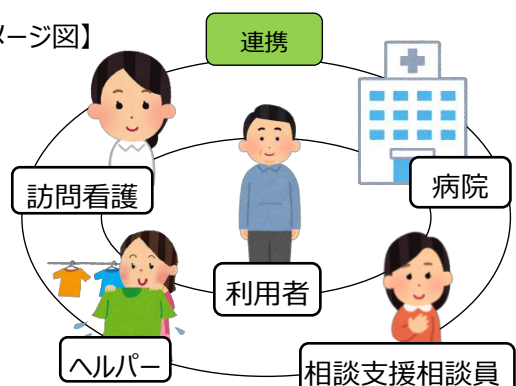 メージ図】
連携
訪問看護
病院
利用者
ヘルパー
相談支援相談員